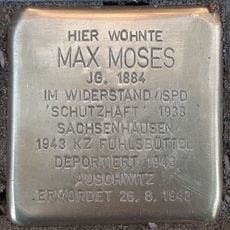 HIER WOHNTE
MAX MOSES
JG. 1884
IM WIDERSTAND/SPD
"SCHUTZHAFT" 1938
SACHSENHAUSEN
1943 KZ FUHLSBÜTTEL
DEPORTIERT 1943
AUSCHWITZ
ERMORDET 26.8.1943